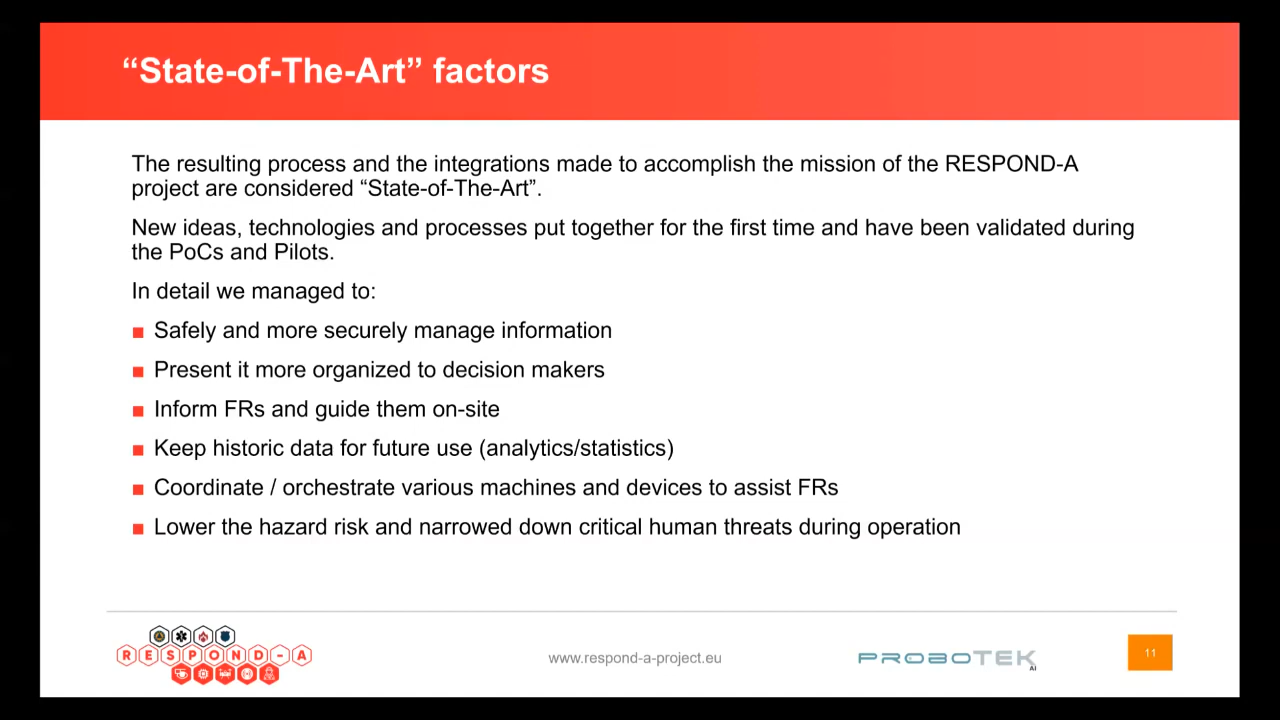 “State-of-The-Art” factors
The resulting process and the integrations made to accomplish the mission of the RESPOND-A
project are considered “State-of-The-Art”.
New ideas, technologies and processes put together for the first time and have been validated during
the PoCs and Pilots.
In detail we managed to:
Safely and more securely manage information
Present it more organized to decision makers
Inform FRs and guide them on-site
Keep historic data for future use (analytics/statistics)
Coordinate / orchestrate various machines and devices to assist FRs
Lower the hazard risk and narrowed down critical human threats during operation
RESPOND-A
www.respond-a-project.eu
PROBOTEK
AI
11